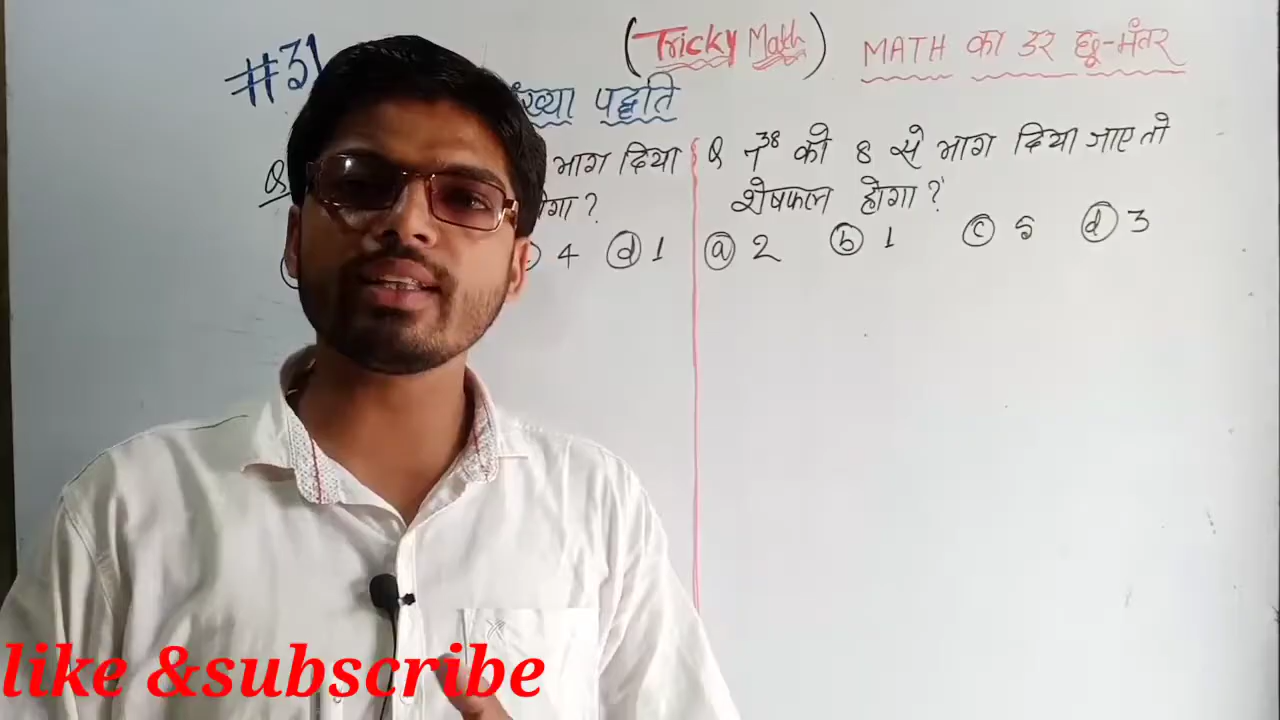 (Tricky Math) MATH का डर छू-मंतर
#31
पद्धति
Q
भाग दिया
?
4 (d) 1
Q 7³⁸ को 8 से भाग दिया जाए तो
शेषफल होगा ?
(a) 2 (b) 1 (c) 5 (d) 3
like &subscribe